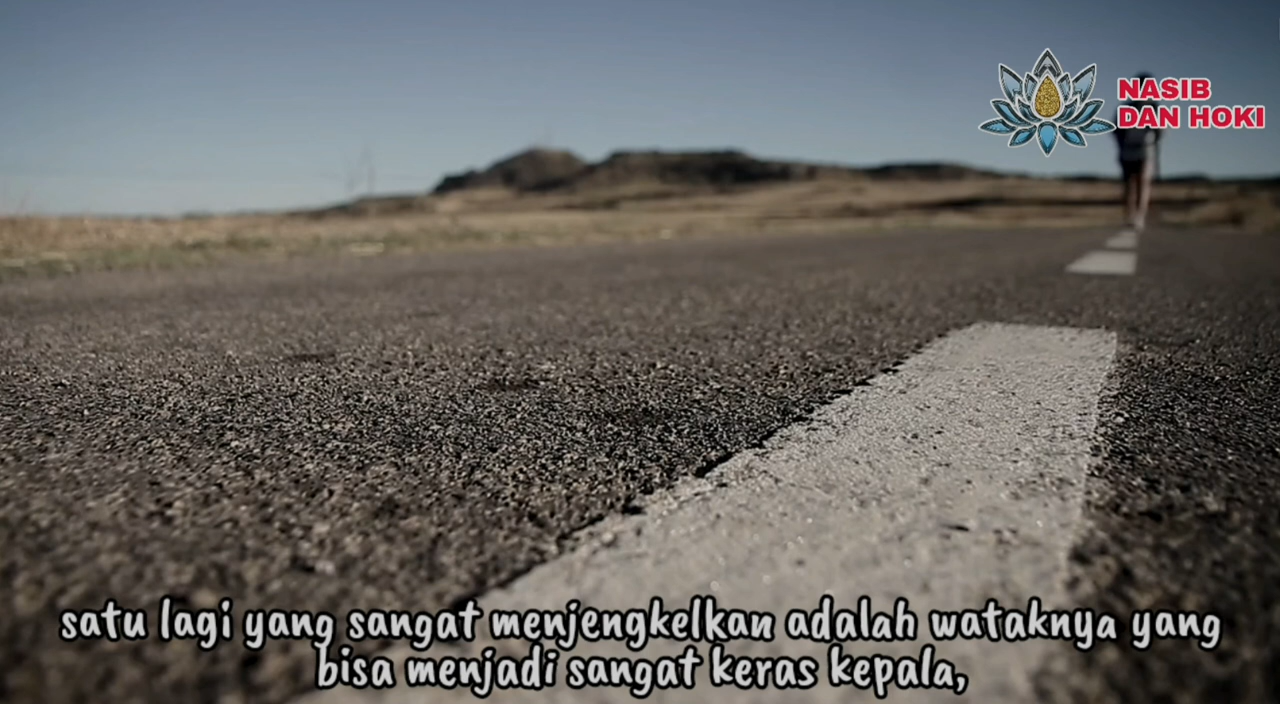 NASIB
DAN HOKI
satu lagi yang sangat menjengkelkan adalah wataknya yang
bisa menjadi sangat keras kepala,